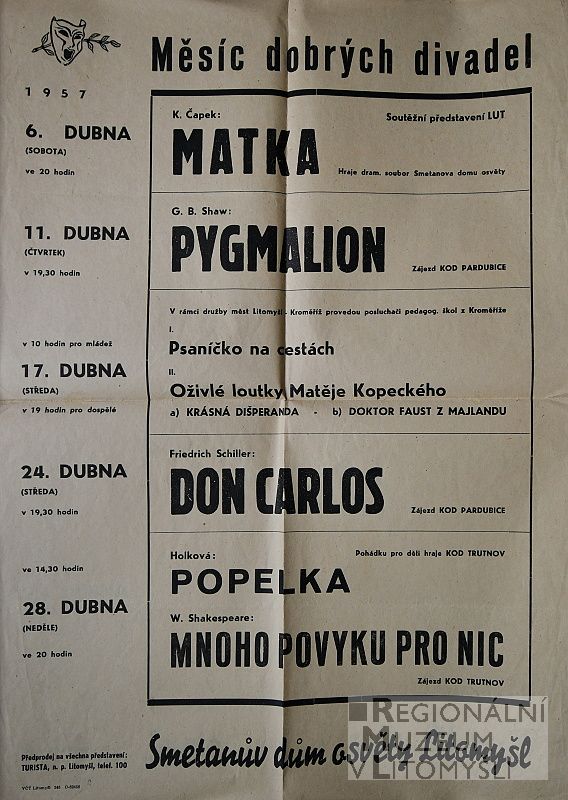 Měsíc dobrých divadel
1957
6. DUBNA
(SOBOTA)
ve 20 hodin
K. Čapek:
Soutěžní představení LUT
MATKA
Hraje dram. soubor Smetanova domu osvěty
11. DUBNA
(ČTVRTEK)
v 19,30 hodin
G. B. Shaw:
PYGMALION
Zájezd KOD PARDUBICE
V rámci družby měst Litomyšl - Kroměříž provedou posluchači pedagog. škol z Kroměříže
v 10 hodin pro mládež
17. DUBNA
(STŘEDA)
v 19 hodin pro dospělé
I.
Psaníčko na cestách
II.
Oživlé loutky Matěje Kopeckého
a) KRÁSNÁ DIŠPERANDA - b) DOKTOR FAUST Z MAJLANDU
24. DUBNA
(STŘEDA)
v 19,30 hodin
Friedrich Schiller:
DON CARLOS
Zájezd KOD PARDUBICE
ve 14,30 hodin
28. DUBNA
(NEDĚLE)
ve 20 hodin
Holková:
Pohádku pro děti hraje KOD TRUTNOV
POPELKA
W. Shakespeare:
MNOHO POVYKU PRO NIC
Zájezd KOD TRUTNOV
Předprodej na všechna představení:
TURISTA, n. p. Litomyšl, telef. 100
Smetanův dům osvěty Litomyšl
REGIONÁLNÍ
MUZEUM
V LITOMYŠLI